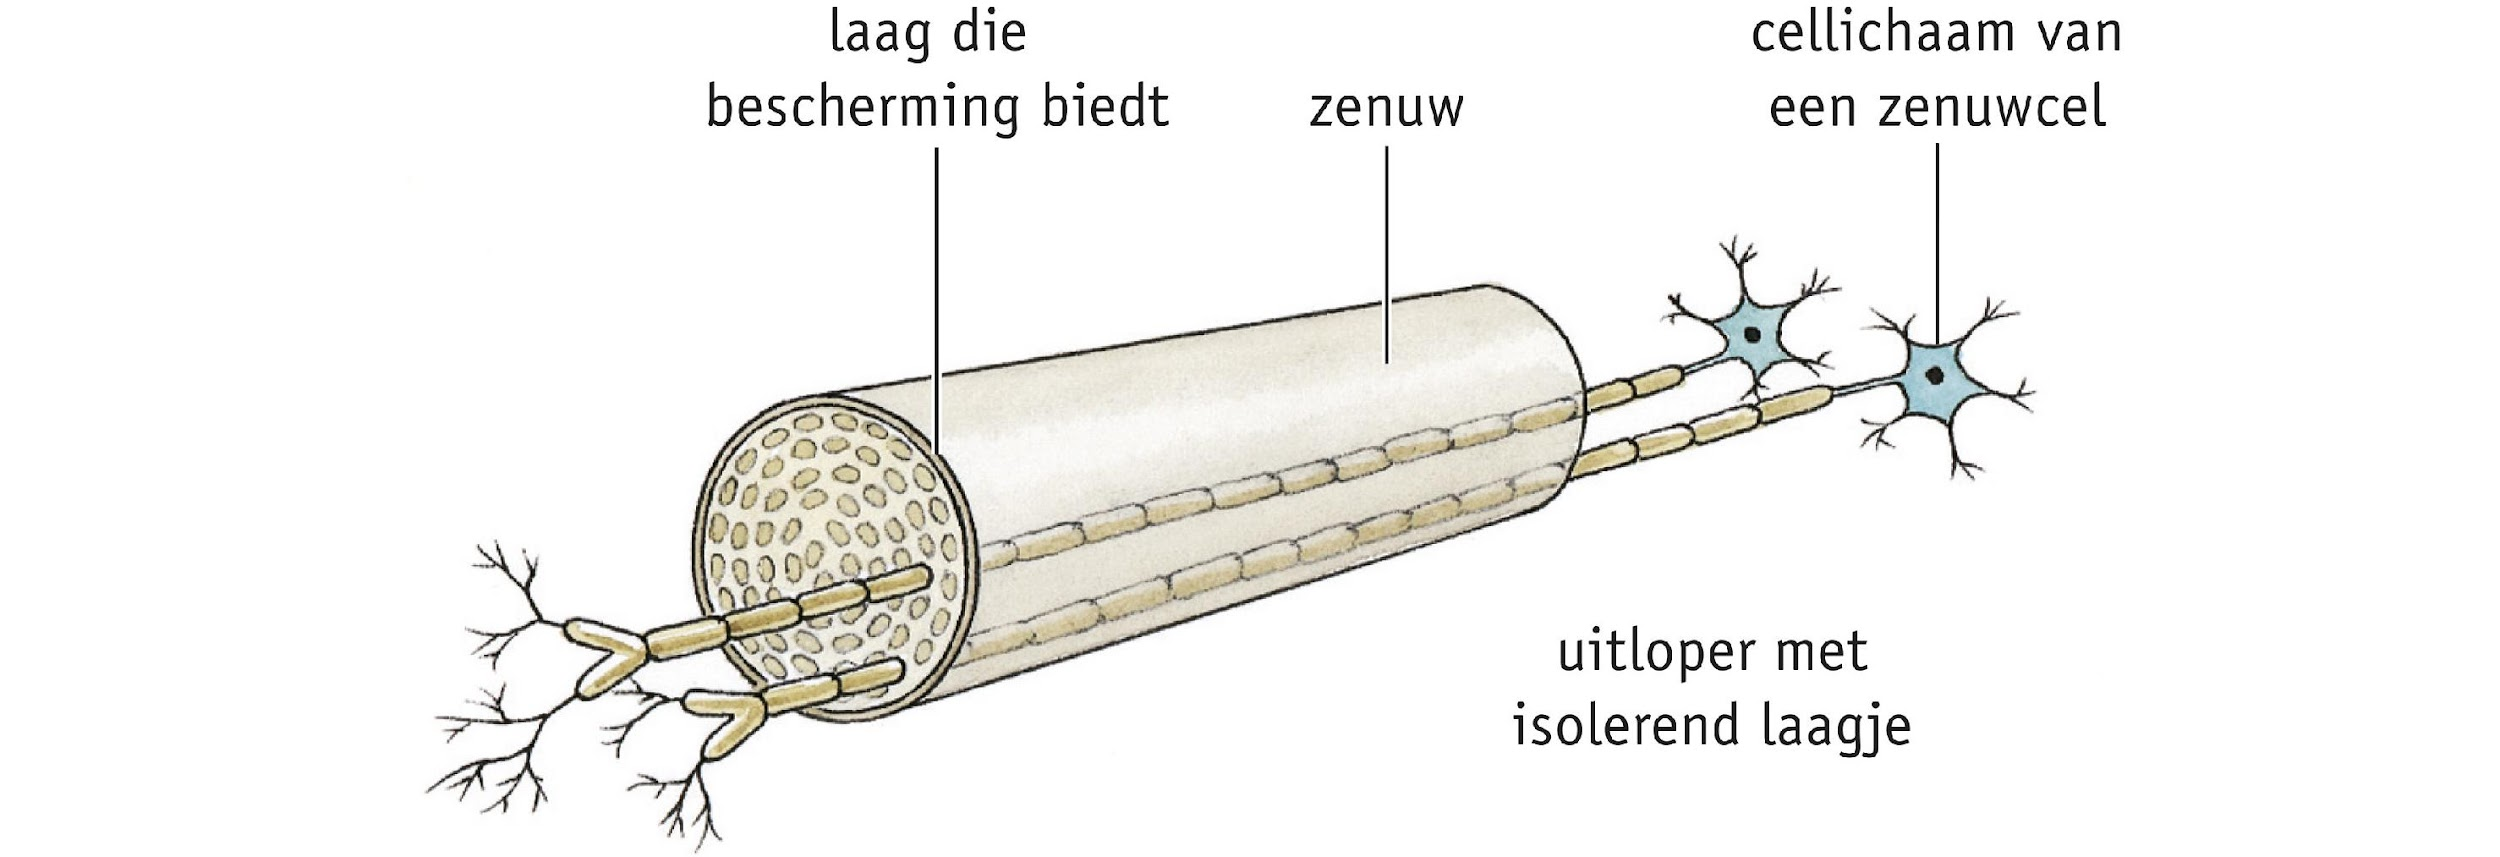 laag die
bescherming biedt
zenuw
cellichaam van
een zenuwcel
uitloper met
isolerend laagje